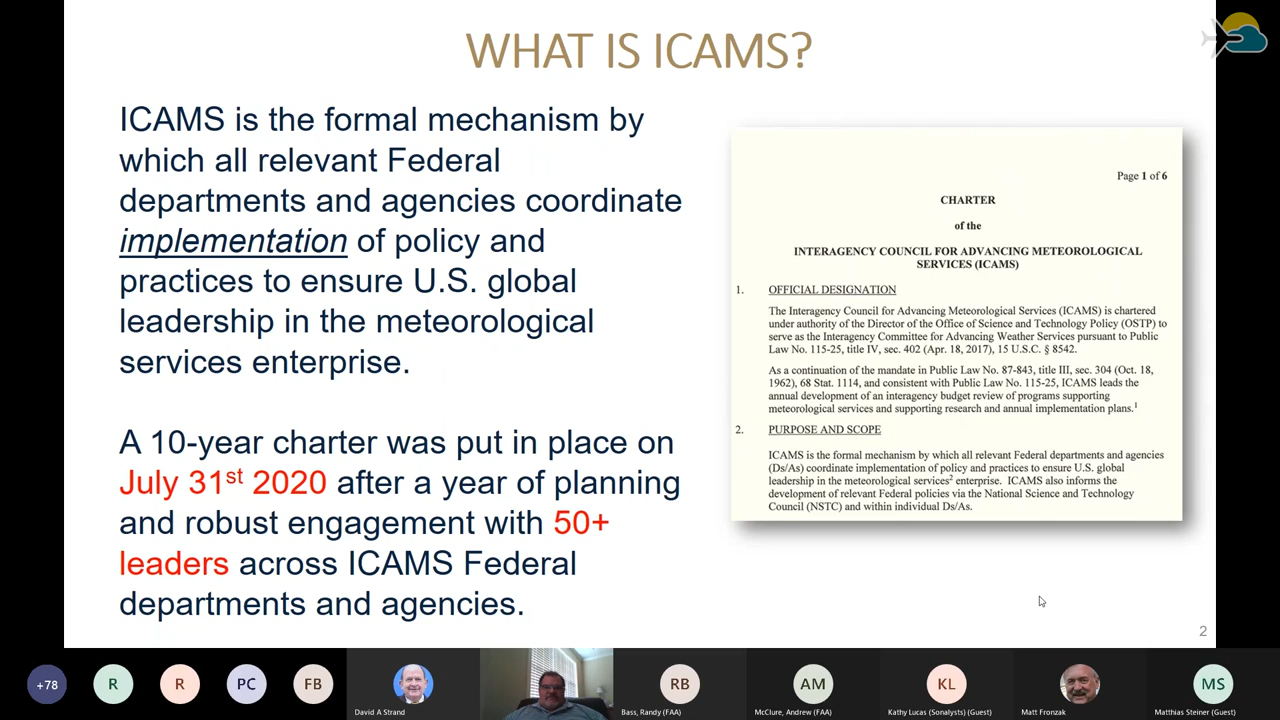 WHAT IS ICAMS?
ICAMS is the formal mechanism by
which all relevant Federal
departments and agencies coordinate
implementation of policy and
practices to ensure U.S. global
leadership in the meteorological
services enterprise.
A 10-year charter was put in place on
July 31st 2020 after a year of planning
and robust engagement with 50+
leaders across ICAMS Federal
departments and agencies.
Page 1 of 6
CHARTER
of the
INTERAGENCY COUNCIL FOR ADVANCING METEOROLOGICAL
SERVICES (ICAMS)
1. OFFICIAL DESIGNATION
The Interagency Council for Advancing Meteorological Services (ICAMS) is chartered
under authority of the Director of the Office of Science and Technology Policy (OSTP) to
serve as the Interagency Committee for Advancing Weather Services pursuant to Public
Law No. 115-25, title IV, sec. 402 (Apr. 18, 2017), 15 U.S.C. § 8542.
As a continuation of the mandate in Public Law No. 87-843, title III, sec. 304 (Oct. 18,
1962), 68 Stat. 1114, and consistent with Public Law No. 115-25, ICAMS leads the
annual development of an interagency budget review of programs supporting
meteorological services and supporting research and annual implementation plans.1
2. PURPOSE AND SCOPE
ICAMS is the formal mechanism by which all relevant Federal departments and agencies
(Ds/As) coordinate implementation of policy and practices to ensure U.S. global
leadership in the meteorological services2 enterprise. ICAMS also informs the
development of relevant Federal policies via the National Science and Technology
Council (NSTC) and within individual Ds/As.
2
+78
R
R
PC
FB
David A Strand
RB
Bass, Randy (FAA)
AM
McClure, Andrew (FAA)
KL
Kathy Lucas (Sonalysts) (Guest)
Matt Fronzak
MS
Matthias Steiner (Guest)